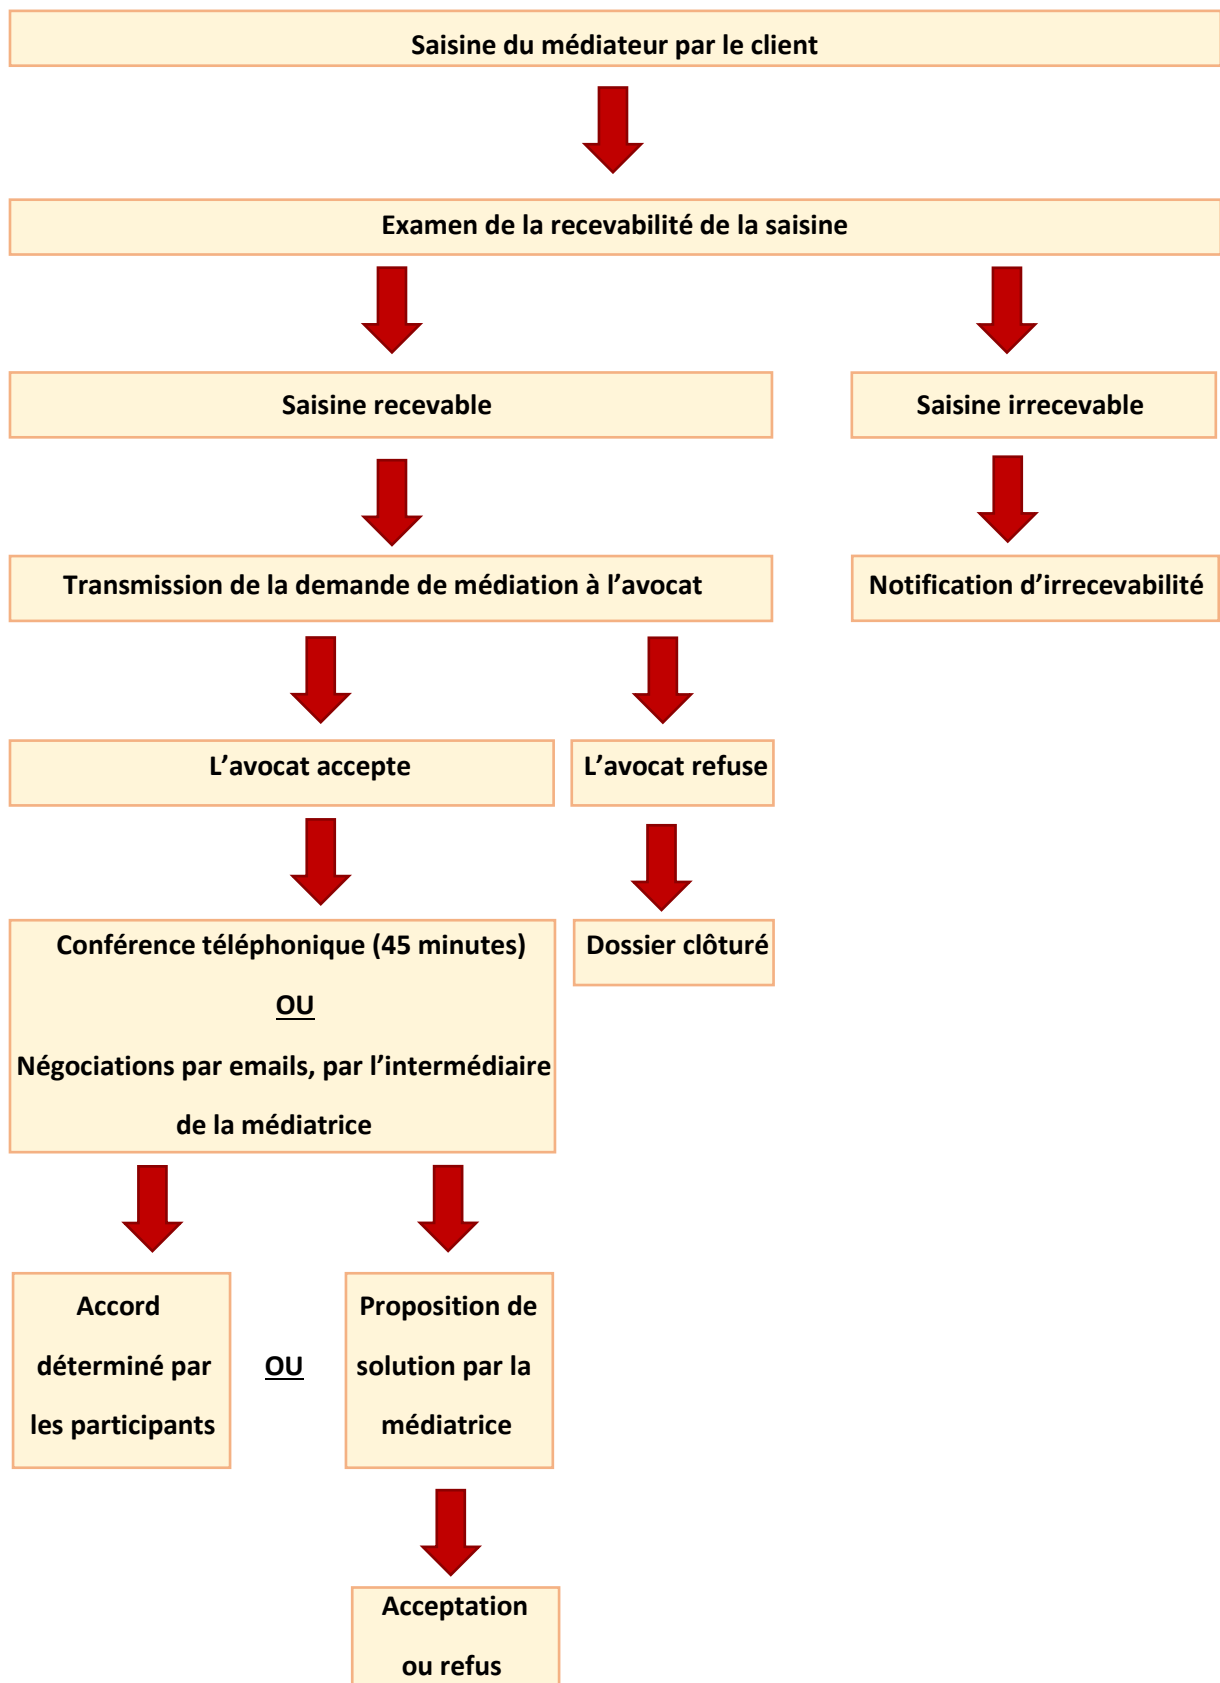 Saisine du médiateur par le client
Examen de la recevabilité de la saisine
Saisine recevable
Saisine irrecevable
Transmission de la demande de médiation à l’avocat
Notification d’irrecevabilité
L’avocat accepte
L’avocat refuse
Conférence téléphonique (45 minutes)
OU
Négociations par emails, par l’intermédiaire
de la médiatrice
Dossier clôturé
Accord
déterminé par
les participants
OU
Proposition de
solution par la
médiatrice
Acceptation
ou refus